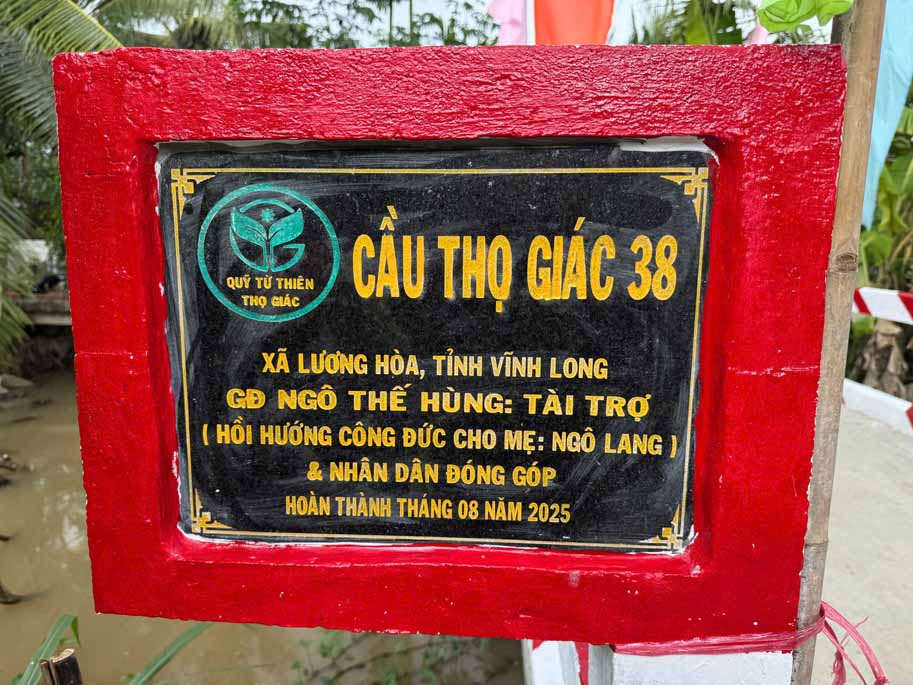 QUỸ TỪ THIỆN
THỌ GIÁC
CẦU THỌ GIÁC 38
XÃ LƯƠNG HÒA, TỈNH VĨNH LONG
GĐ NGÔ THẾ HÙNG: TÀI TRỢ
( HỒI HƯỚNG CÔNG ĐỨC CHO MẸ: NGÔ LANG )
& NHÂN DÂN ĐÓNG GÓP
HOÀN THÀNH THÁNG 08 NĂM 2025